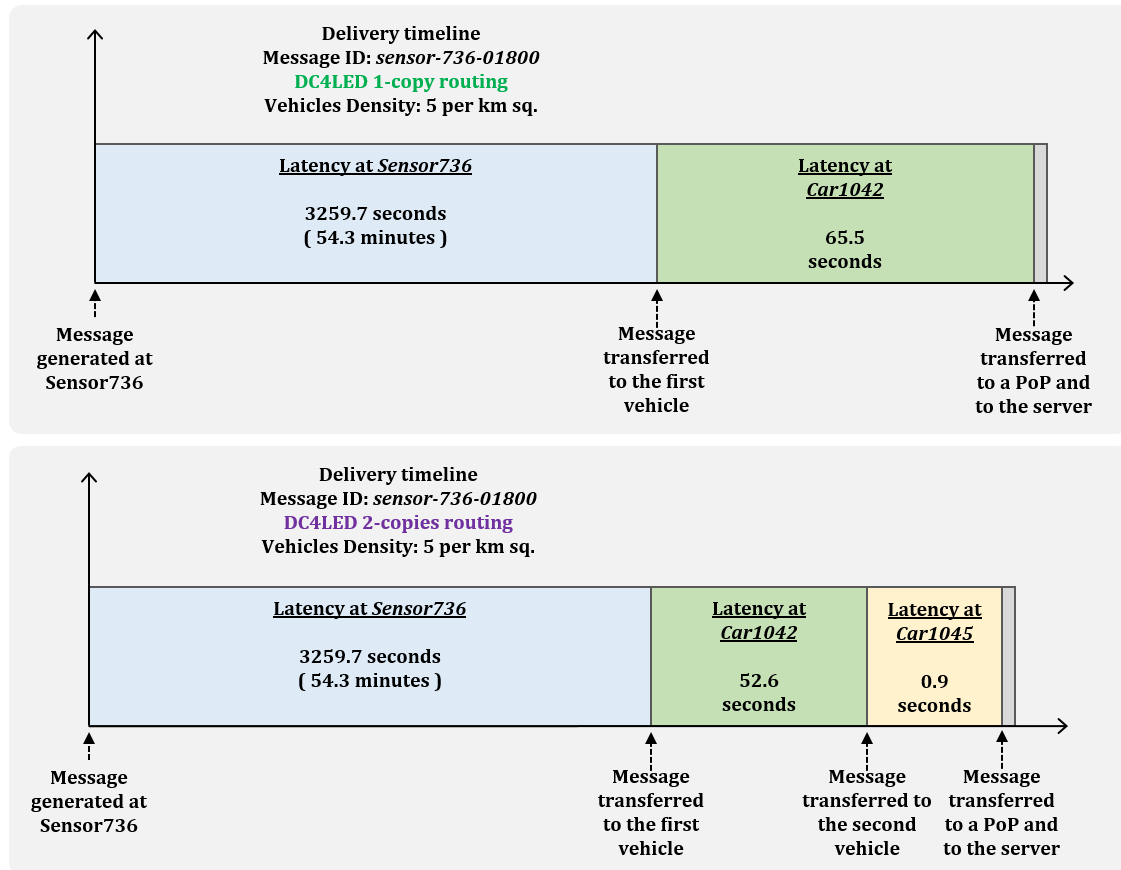 Delivery timeline
Message ID: sensor-736-01800
DC4LED 1-copy routing
Vehicles Density: 5 per km sq.
Latency at Sensor736
3259.7 seconds
( 54.3 minutes )
Latency at
Car1042
65.5
seconds
Message
generated at
Sensor736
Message
transferred
to the first
vehicle
Message
transferred
to a PoP and
to the server
Delivery timeline
Message ID: sensor-736-01800
DC4LED 2-copies routing
Vehicles Density: 5 per km sq.
Latency at Sensor736
3259.7 seconds
( 54.3 minutes )
Latency at
Car1042
52.6
seconds
Latency at
Car1045
0.9
seconds
Message
generated at
Sensor736
Message
transferred
to the first
vehicle
Message
transferred to
the second
vehicle
Message
transferred
to a PoP and
to the server